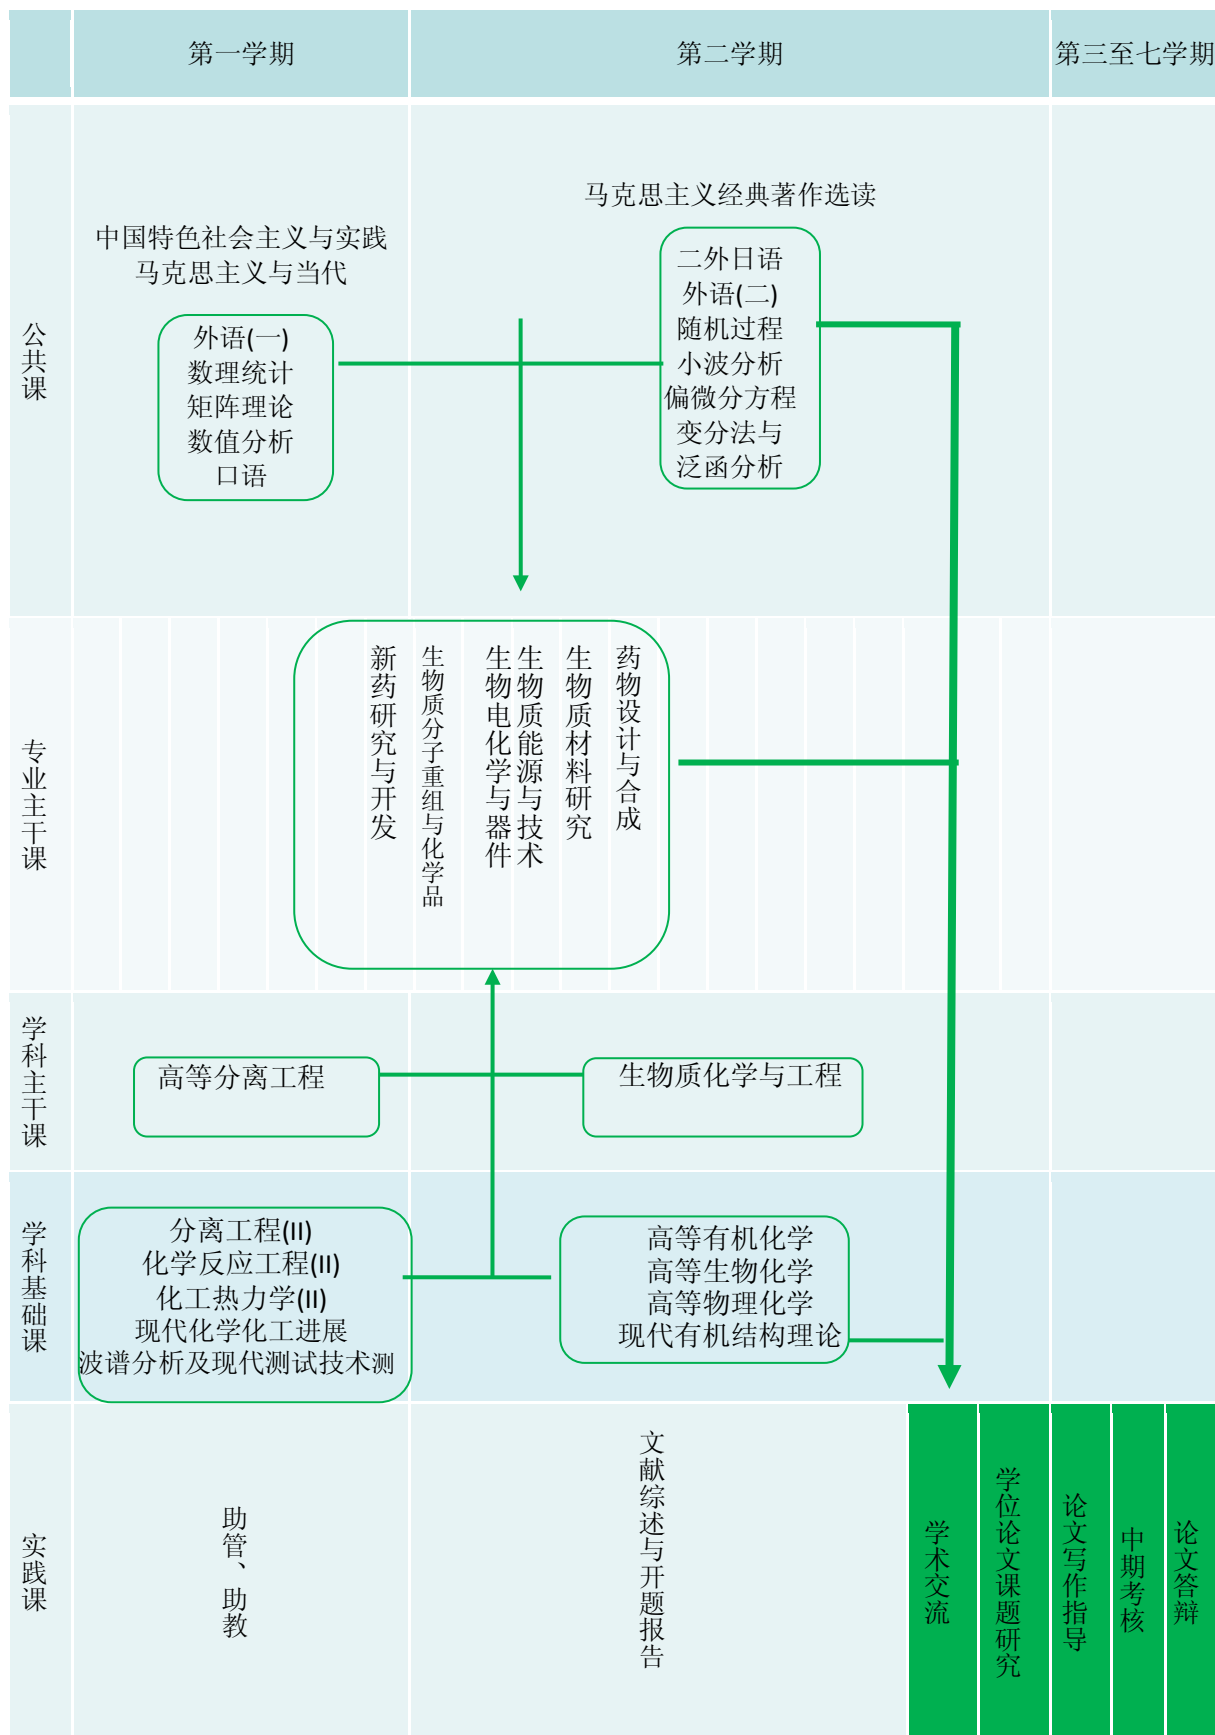 第一学期
第二学期
第三至七学期
公共课
中国特色社会主义与实践
马克思主义与当代
外语(一)
数理统计
矩阵理论
数值分析
口语
马克思主义经典著作选读
二外日语
外语(二)
随机过程
小波分析
偏微分方程
变分法与
泛函分析
专业主干课
新药研究与开发
生物质分子重组与化学品
生物电化学与器件
生物质能源与技术
生物质材料研究
药物设计与合成
学科主干课
高等分离工程
生物质化学与工程
学科基础课
分离工程(II)
化学反应工程(II)
化工热力学(II)
现代化学化工进展
波谱分析及现代测试技术测
高等有机化学
高等生物化学
高等物理化学
现代有机结构理论
实践课
助管、助教
文献综述与开题报告
学术交流
学位论文课题研究
论文写作指导
中期考核
论文答辩